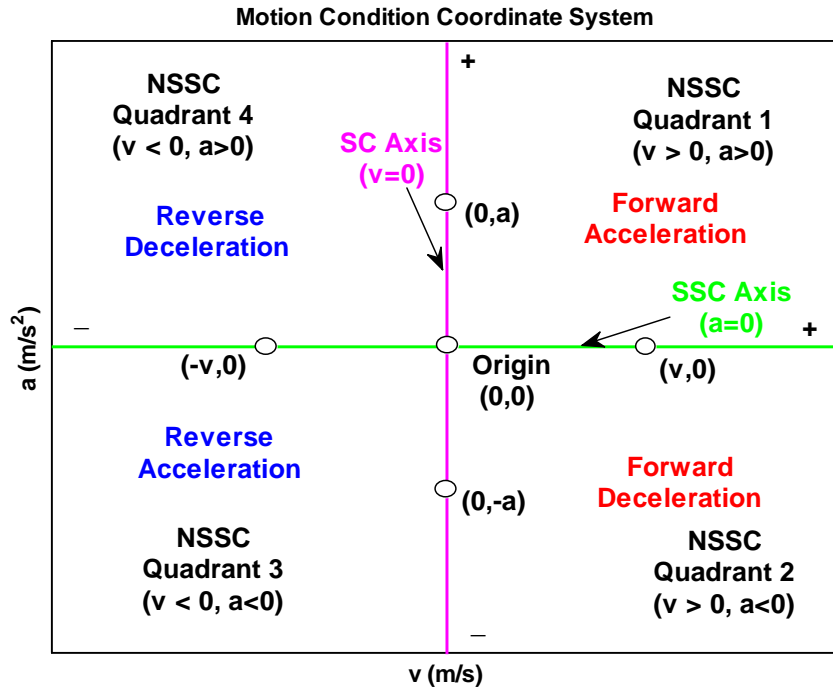 Motion Condition Coordinate System
+
NSSC
Quadrant 4
(v < 0, a>0)
SC Axis
(v=0)
NSSC
Quadrant 1
(v > 0, a>0)
Reverse
Deceleration
(0,a)
Forward
Acceleration
SSC Axis
(a=0)
_
+
a (m/s²)
(-v,0)
Origin
(0,0)
(v,0)
Reverse
Acceleration
(0,-a)
Forward
Deceleration
NSSC
Quadrant 3
(v < 0, a<0)
NSSC
Quadrant 2
(v > 0, a<0)
_
v (m/s)